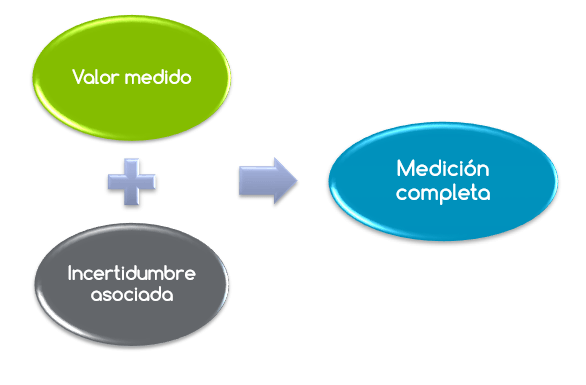 Valor medido
Medición
completa
Incertidumbre
asociada